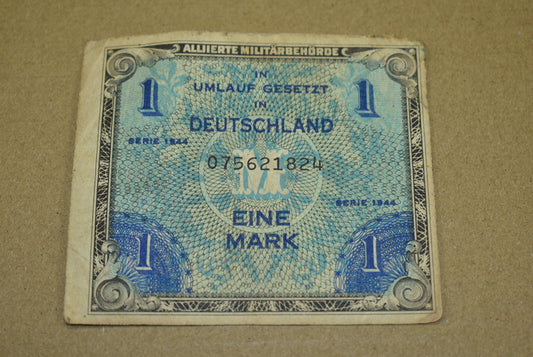 ALLIIERTE MILITÄRBEHÖRDE
1 1
IN
UMLAUF GESETZT
IN
DEUTSCHLAND
SERIE 1944
075621824
SERIE 1944
EINE
MARK
1 1